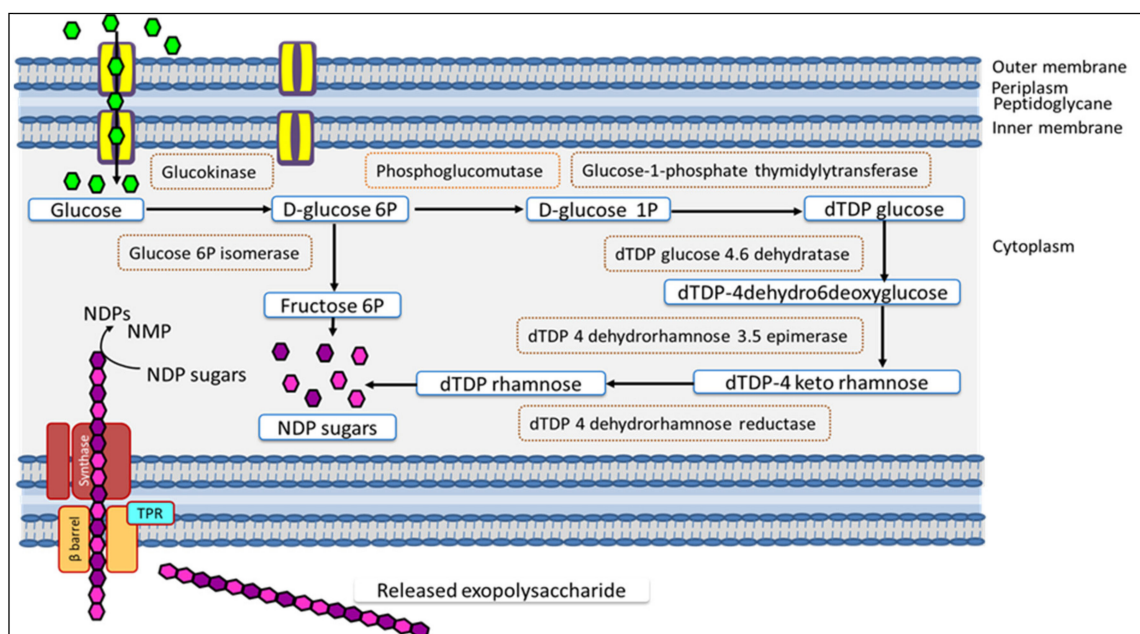 Outer membrane
Periplasm
Peptidoglycane
Inner membrane
Glucokinase
Phosphoglucomutase
Glucose-1-phosphate thymidylytransferase
Glucose
D-glucose 6P
D-glucose 1P
dTDP glucose
Cytoplasm
Glucose 6P isomerase
dTDP glucose 4.6 dehydratase
Fructose 6P
dTDP-4dehydro6deoxyglucose
NDPs
NMP
dTDP 4 dehydrorhamnose 3.5 epimerase
NDP sugars
dTDP rhamnose
dTDP-4 keto rhamnose
NDP sugars
dTDP 4 dehydrorhamnose reductase
Synthase
TPR
β barrel
Released exopolysaccharide